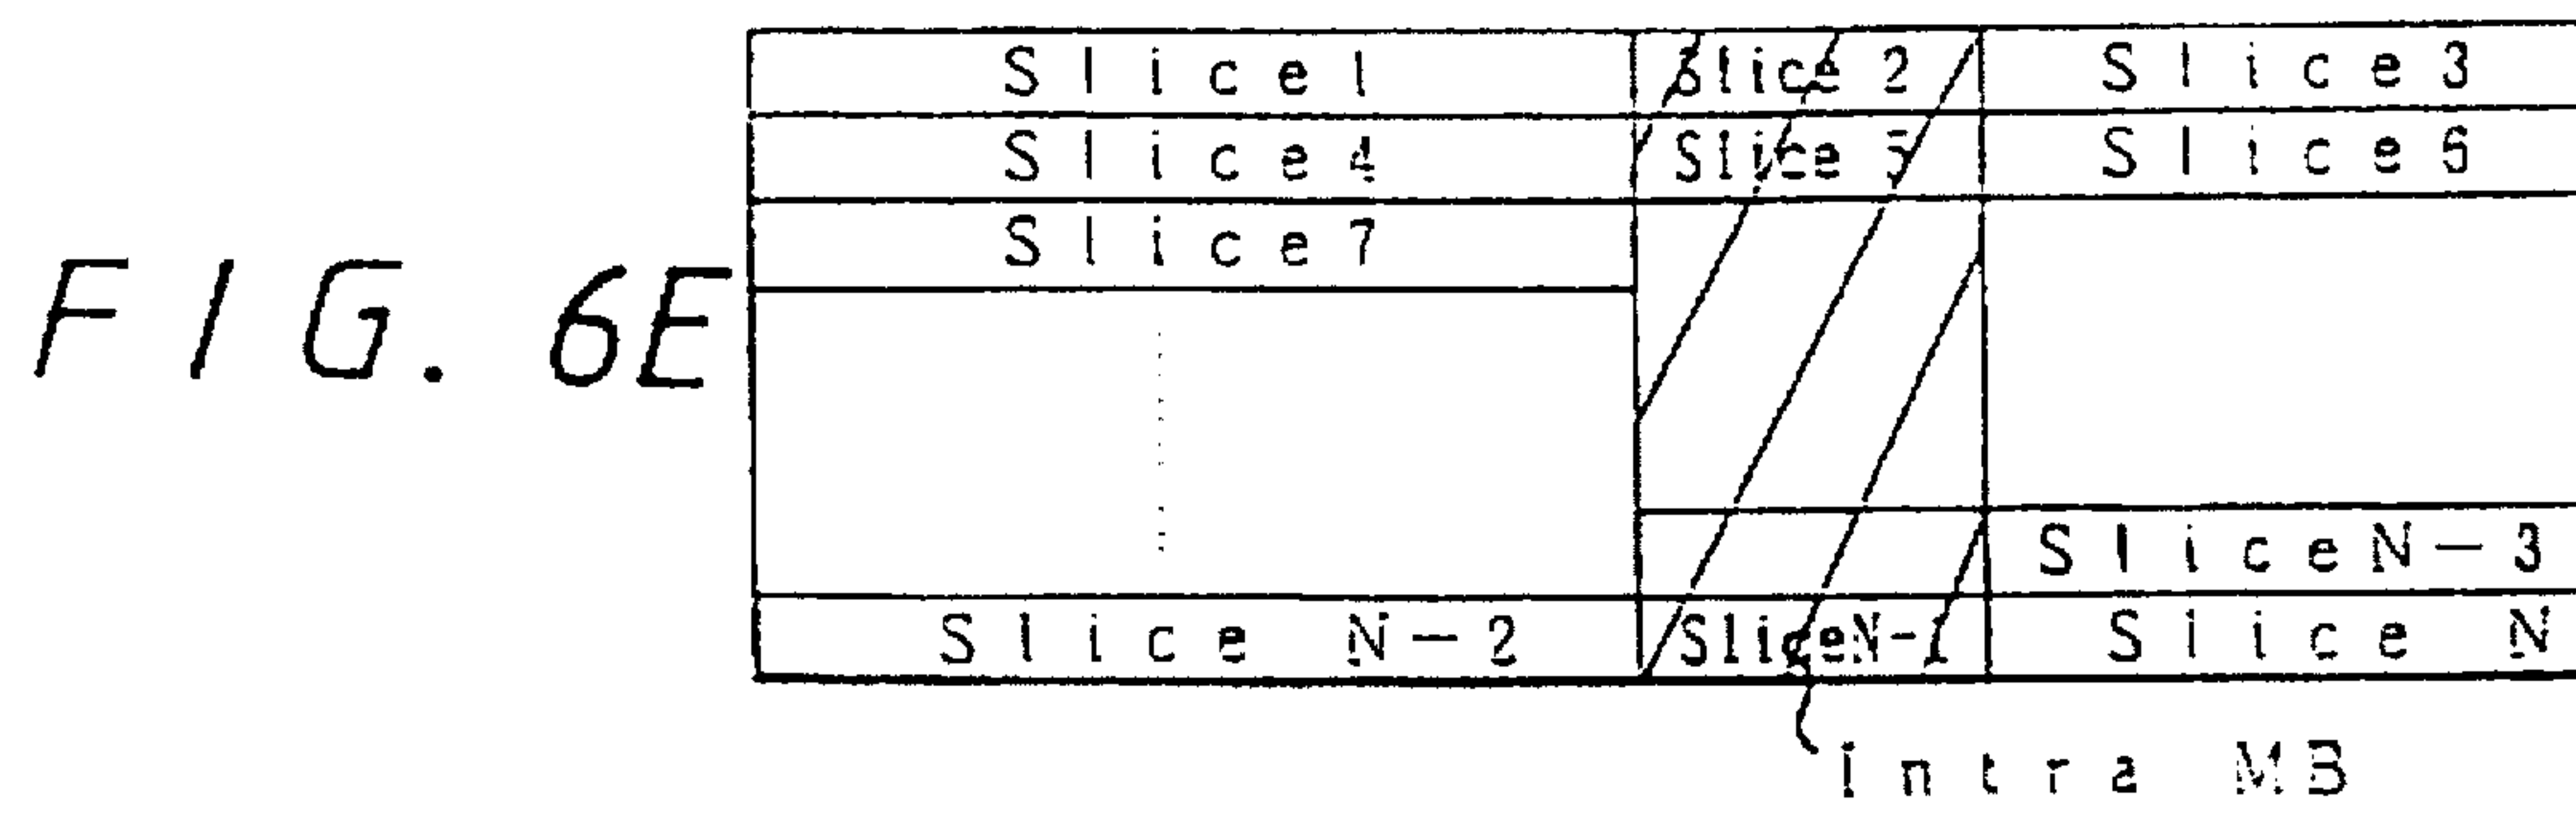 FIG. 6E
Slice1 Slice 2 Slice3
Slice4 Slice 5 Slice6
Slice7
SliceN-3
Slice N-2 SliceN-1 Slice N
Intra MB